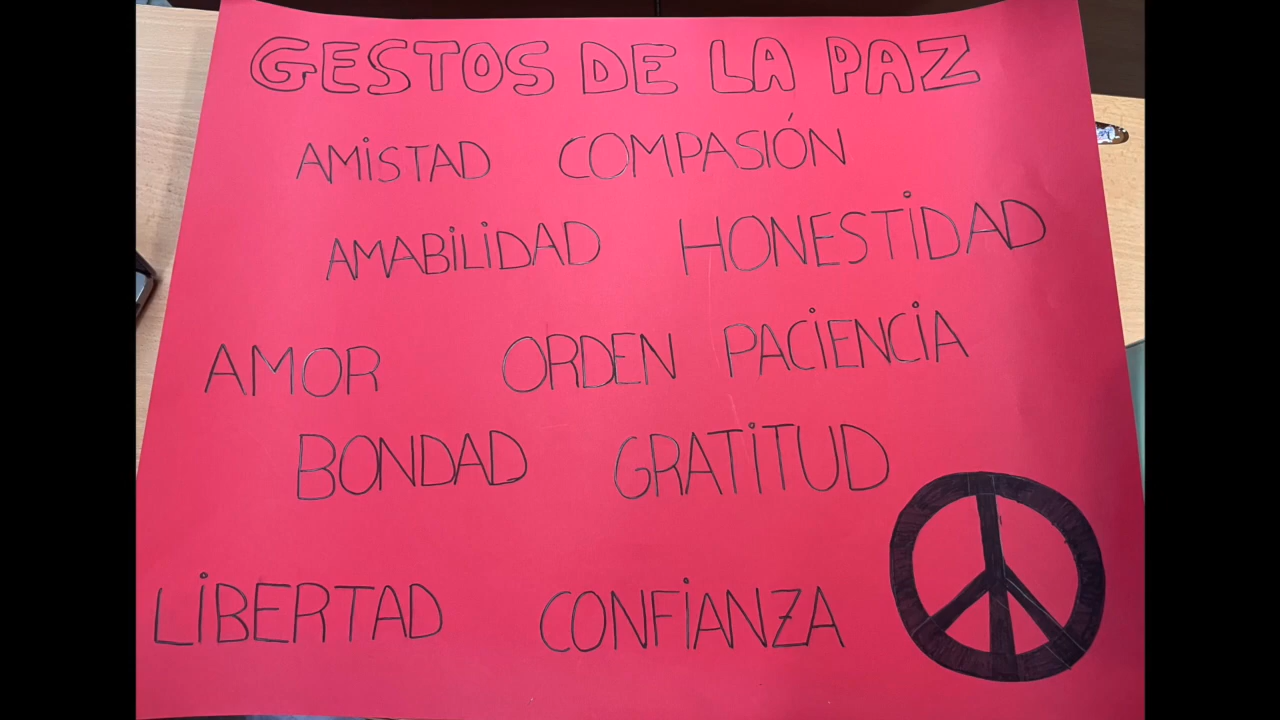 GESTOS DE LA PAZ
AMiSTAD COMPASIÓN
AMABiLiDAD HONESTiDAD
AMOR ORDEN PACiENCiA
BONDAD GRATiTUD
LiBERTAD CONFiANZA